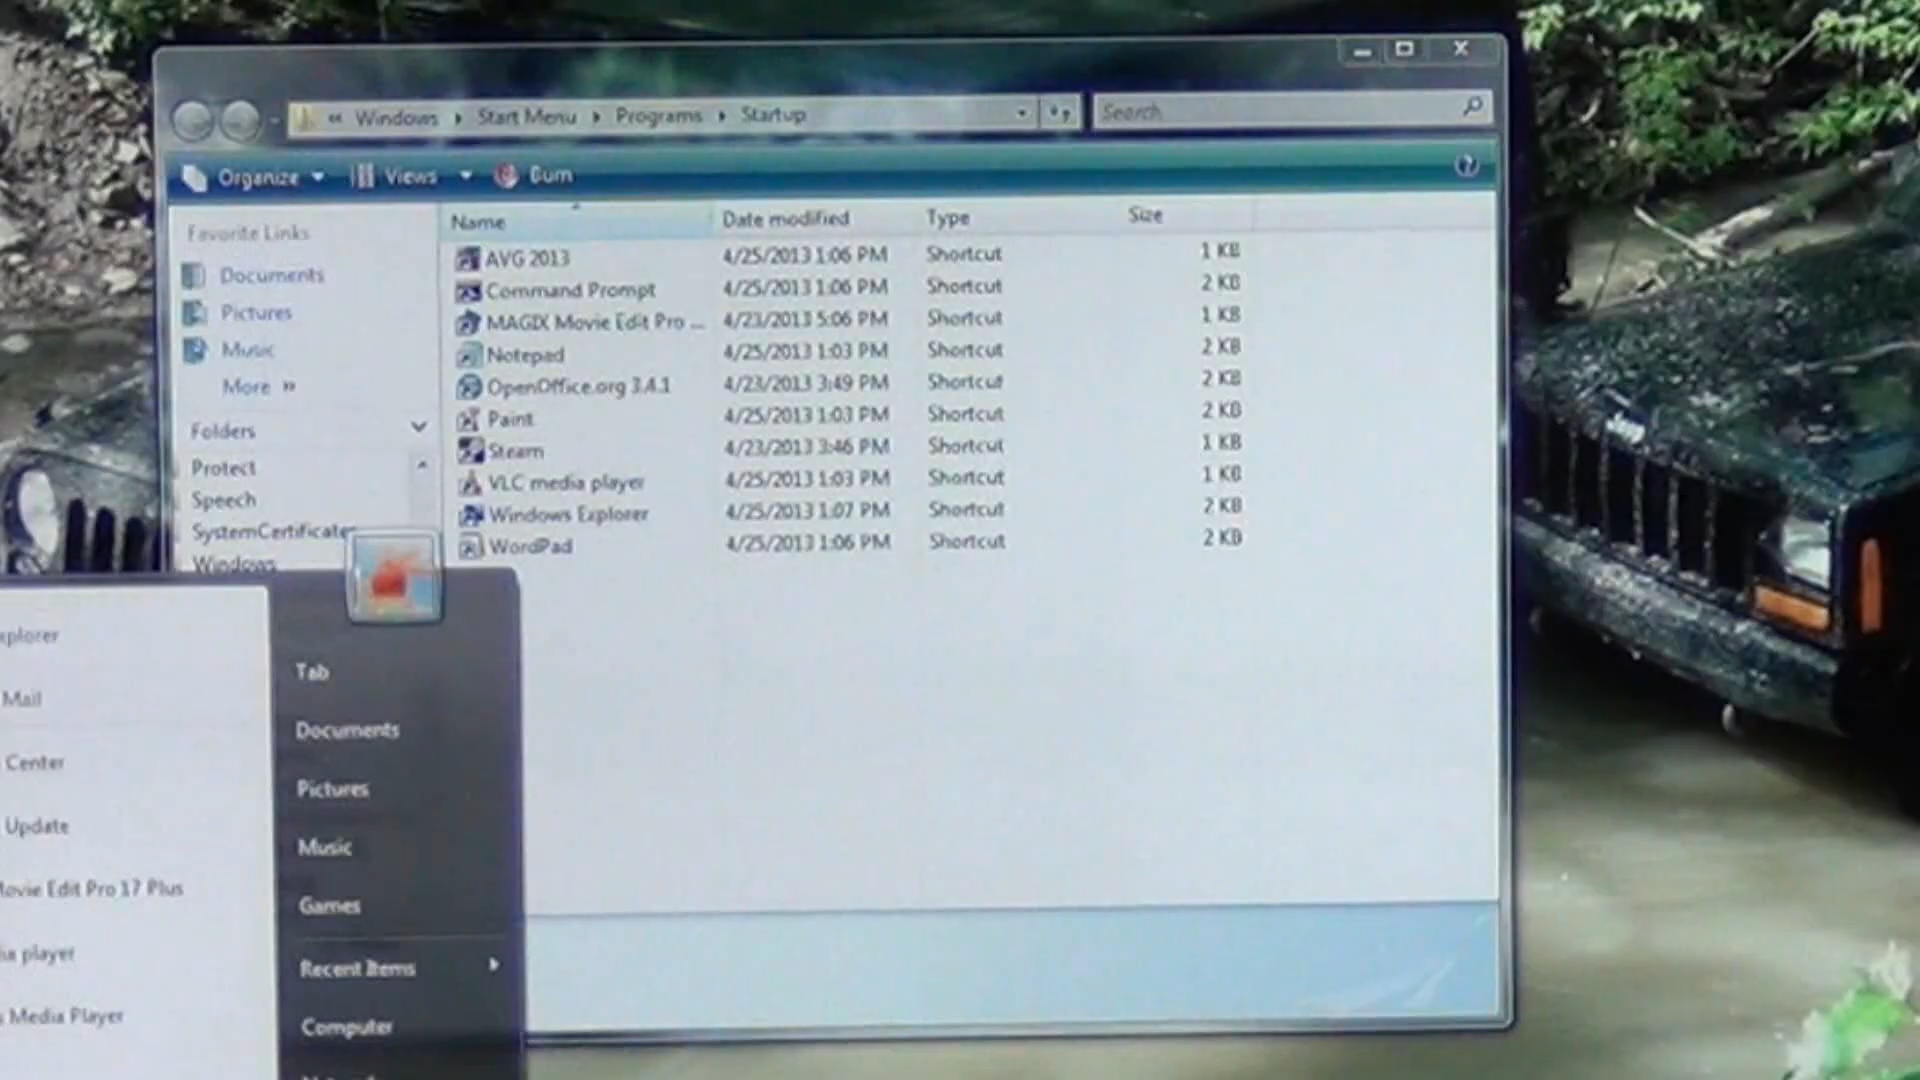 « Windows Start Menu Programs Startup
Search
Organize Views Burn
Name Date modified Type Size
Favorite Links
Documents
Pictures
Music
More »
Folders
Protect
Speech
SystemCertificates
Windows
AVG 2013 4/25/2013 1:06 PM Shortcut 1 KB
Command Prompt 4/25/2013 1:06 PM Shortcut 2 KB
MAGIX Movie Edit Pro ... 4/23/2013 5:06 PM Shortcut 1 KB
Notepad 4/25/2013 1:03 PM Shortcut 2 KB
OpenOffice.org 3.4.1 4/23/2013 3:49 PM Shortcut 2 KB
Paint 4/25/2013 1:03 PM Shortcut 2 KB
Steam 4/23/2013 3:46 PM Shortcut 1 KB
VLC media player 4/25/2013 1:03 PM Shortcut 1 KB
Windows Explorer 4/25/2013 1:07 PM Shortcut 2 KB
WordPad 4/25/2013 1:06 PM Shortcut 2 KB
xplorer
Mail
Center
Update
Movie Edit Pro 17 Plus
ia player
s Media Player
Tab
Documents
Pictures
Music
Games
Recent Items
Computer